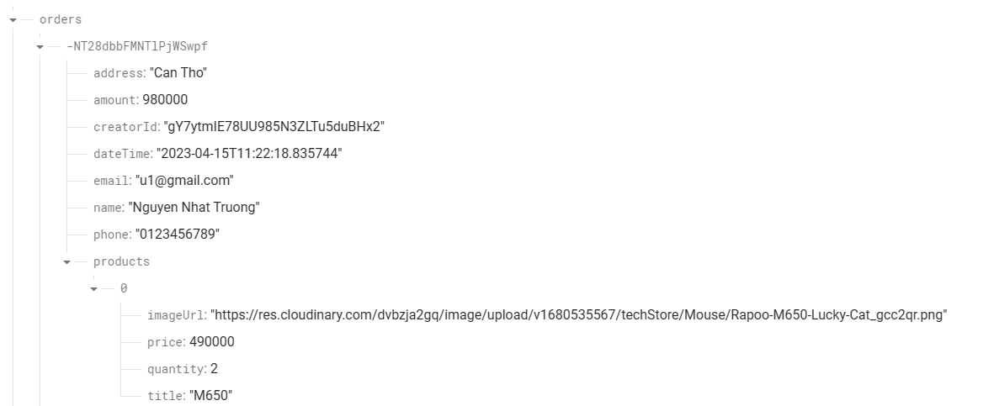 orders
-NT28dbbFMNTlPjWSwpf
address: "Can Tho"
amount: 980000
creatorId: "gY7ytmIE78UU985N3ZLTu5duBHx2"
dateTime: "2023-04-15T11:22:18.835744"
email: "u1@gmail.com"
name: "Nguyen Nhat Truong"
phone: "0123456789"
products
0
imageUrl: "https://res.cloudinary.com/dvbzja2gq/image/upload/v1680535567/techStore/Mouse/Rapoo-M650-Lucky-Cat_gcc2qr.png"
price: 490000
quantity: 2
title: "M650"